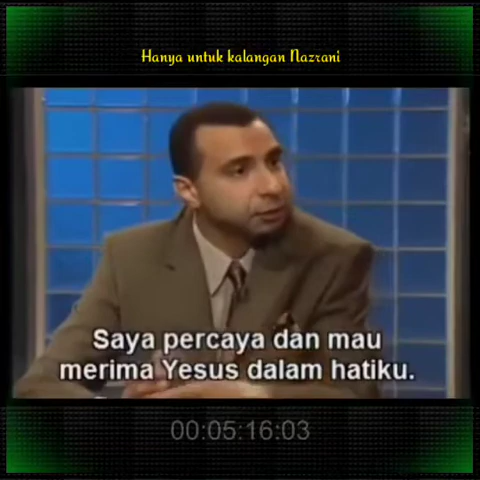 Hanya untuk kalangan Nazrani
Saya percaya dan mau
merima Yesus dalam hatiku.
00:05:16:03